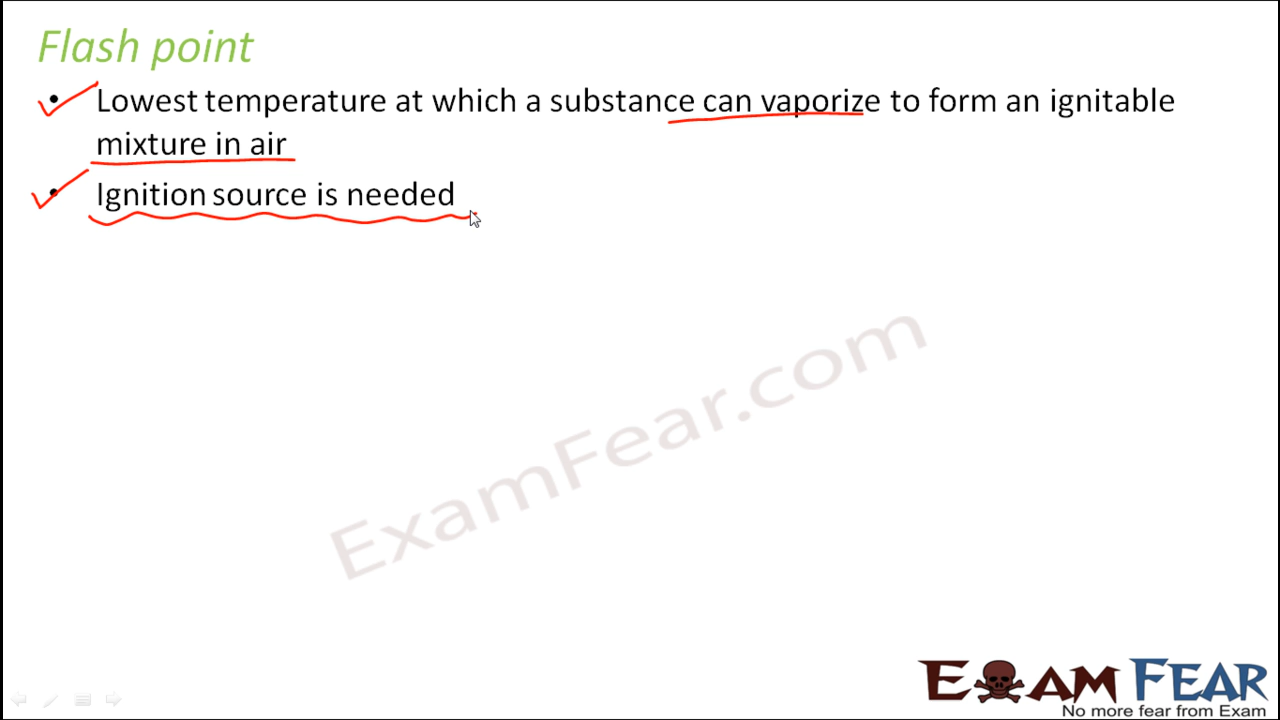 Flash point
• Lowest temperature at which a substance can vaporize to form an ignitable
mixture in air
• Ignition source is needed
ExamFear.com
EXAM FEAR
No more fear from Exam